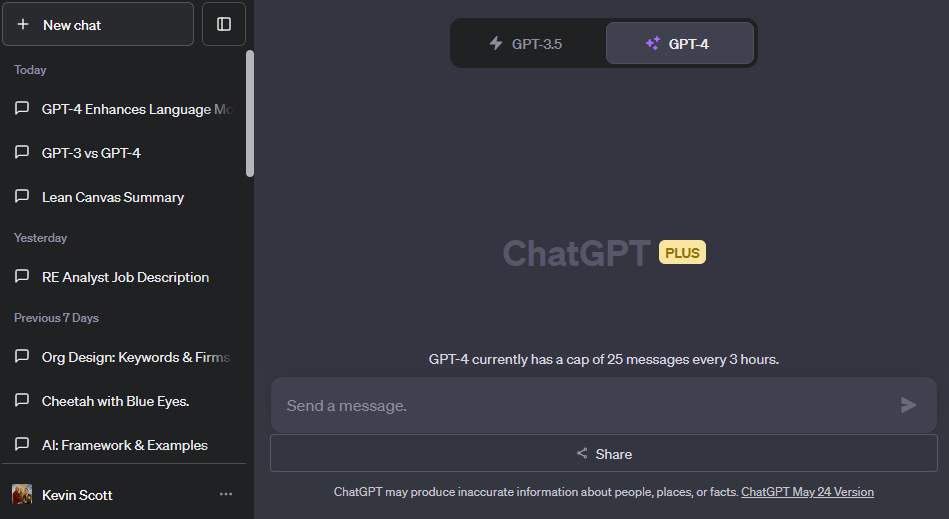 New chat
Today
GPT-4 Enhances Language Mo
GPT-3 vs GPT-4
Lean Canvas Summary
Yesterday
RE Analyst Job Description
Previous 7 Days
Org Design: Keywords & Firms
Cheetah with Blue Eyes.
AI: Framework & Examples
Kevin Scott
GPT-3.5
GPT-4
ChatGPT PLUS
GPT-4 currently has a cap of 25 messages every 3 hours.
Send a message.
Share
ChatGPT may produce inaccurate information about people, places, or facts. ChatGPT May 24 Version